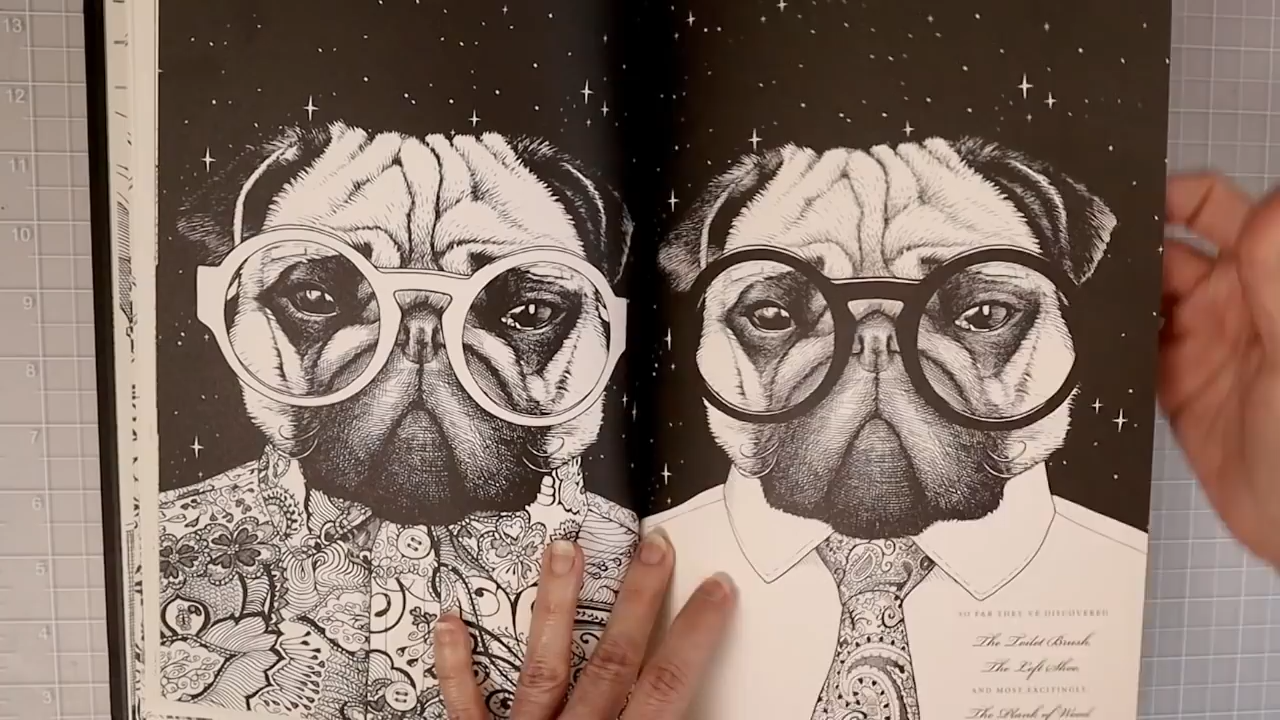 13
12
11
10
9
8
7
6
5
4
SO FAR THEY'VE DISCOVERED
The Toilet Brush,
The Left Shoe,
AND MOST EXCITINGLY,
The Plank of Wood